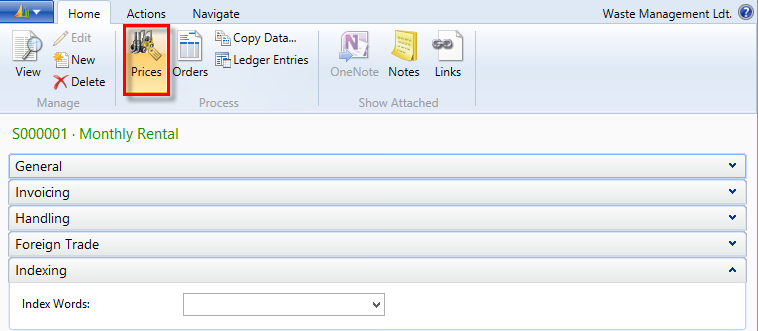 Home Actions Navigate Waste Management Ldt.
View Edit New Delete
Manage
Prices Orders Copy Data... Ledger Entries
Process
OneNote Notes Links
Show Attached
S000001 · Monthly Rental
General
Invoicing
Handling
Foreign Trade
Indexing
Index Words: